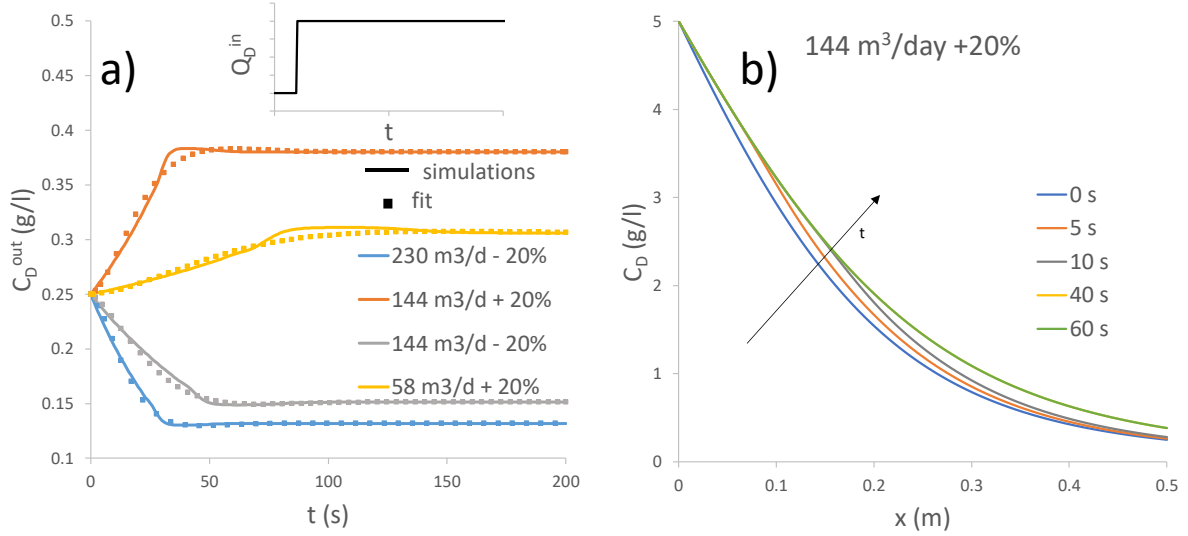 a)
Q_D^in
t
0.5
0.45
0.4
0.35
0.3
0.25
0.2
0.15
0.1
C_D^out (g/l)
simulations
fit
230 m3/d - 20%
144 m3/d + 20%
144 m3/d - 20%
58 m3/d + 20%
0
50
100
150
200
t (s)
b)
144 m³/day +20%
5
4
3
2
1
0
C_D (g/l)
t
0 s
5 s
10 s
40 s
60 s
0
0.1
0.2
0.3
0.4
0.5
x (m)